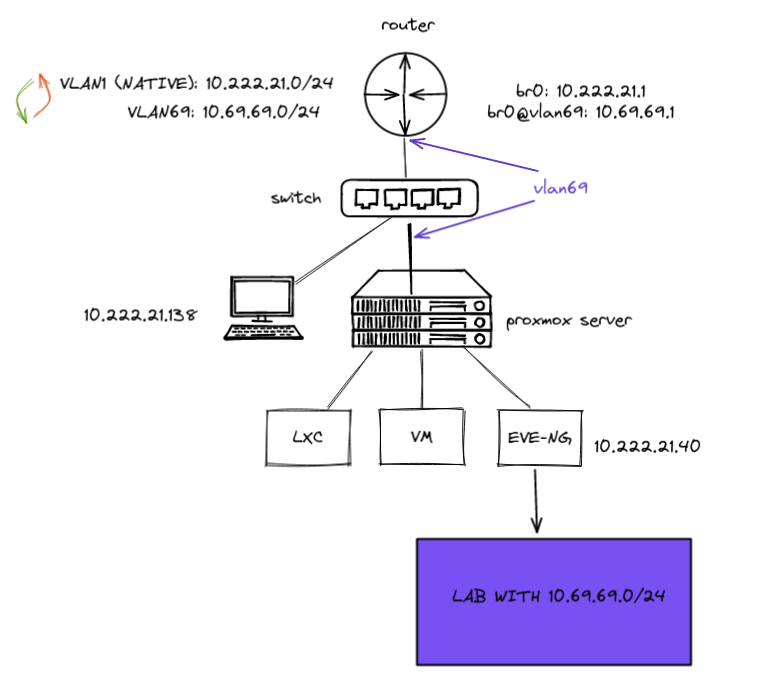 router
VLAN1 (NATIVE): 10.222.21.0/24
VLAN69: 10.69.69.0/24
br0: 10.222.21.1
br0@vlan69: 10.69.69.1
switch
vlan69
10.222.21.138
proxmox server
LXC
VM
EVE-NG
10.222.21.40
LAB WITH 10.69.69.0/24